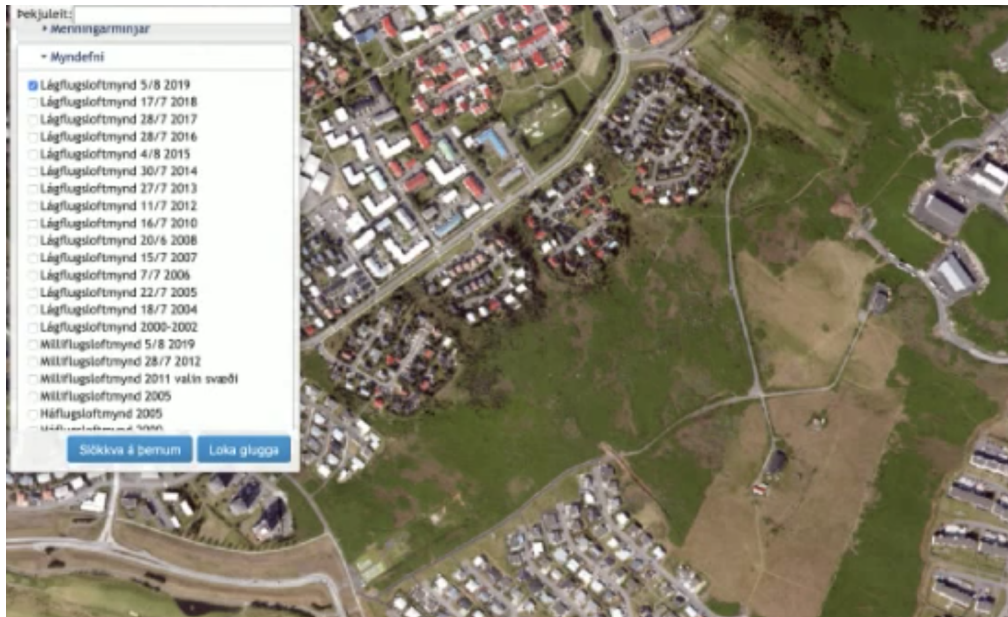 Þekjuleit:
Menningarminjar
Myndefni
Lágflugsloftmynd 5/8 2019
Lágflugsloftmynd 17/7 2018
Lágflugsloftmynd 28/7 2017
Lágflugsloftmynd 28/7 2016
Lágflugsloftmynd 4/8 2015
Lágflugsloftmynd 30/7 2014
Lágflugsloftmynd 27/7 2013
Lágflugsloftmynd 11/7 2012
Lágflugsloftmynd 16/7 2010
Lágflugsloftmynd 20/6 2008
Lágflugsloftmynd 15/7 2007
Lágflugsloftmynd 7/7 2006
Lágflugsloftmynd 22/7 2005
Lágflugsloftmynd 18/7 2004
Lágflugsloftmynd 2000-2002
Milliflugsloftmynd 5/8 2019
Milliflugsloftmynd 28/7 2012
Milliflugsloftmynd 2011 valin svæði
Milliflugsloftmynd 2005
Háflugsloftmynd 2005
Háflugsloftmynd 2000
Slökkva á þernum Loka glugga